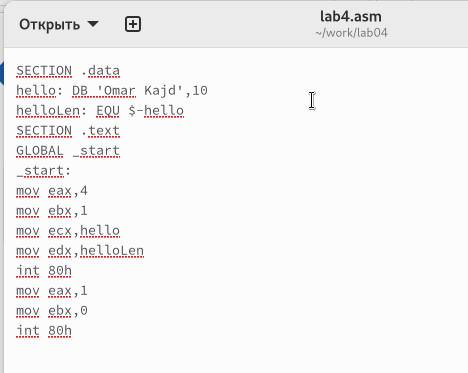 Открыть
lab4.asm
~/work/lab04
SECTION .data
hello: DB 'Omar Kajd',10
helloLen: EQU $-hello
SECTION .text
GLOBAL _start
_start:
mov eax,4
mov ebx,1
mov ecx,hello
mov edx,helloLen
int 80h
mov eax,1
mov ebx,0
int 80h